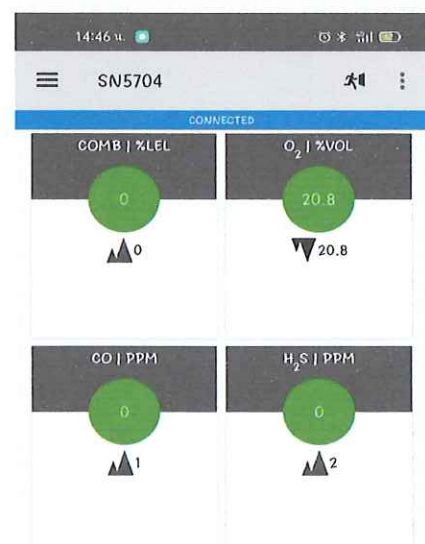 14:46 น.
SN5704
CONNECTED
COMB | %LEL
O₂ | %VOL
0
20.8
0
20.8
CO | PPM
H₂S | PPM
0
0
1
2